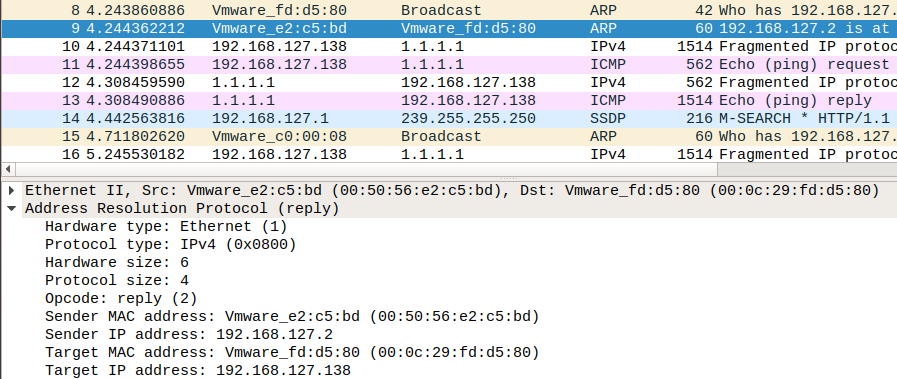 8 4.243860886 Vmware_fd:d5:80 Broadcast ARP 42 Who has 192.168.127.
9 4.244362212 Vmware_e2:c5:bd Vmware_fd:d5:80 ARP 60 192.168.127.2 is at
10 4.244371101 192.168.127.138 1.1.1.1 IPv4 1514 Fragmented IP protoc
11 4.244398655 192.168.127.138 1.1.1.1 ICMP 562 Echo (ping) request
12 4.308459590 1.1.1.1 192.168.127.138 IPv4 562 Fragmented IP protoc
13 4.308490886 1.1.1.1 192.168.127.138 ICMP 1514 Echo (ping) reply
14 4.442563816 192.168.127.1 239.255.255.250 SSDP 216 M-SEARCH * HTTP/1.1
15 4.711802620 Vmware_c0:00:08 Broadcast ARP 60 Who has 192.168.127.
16 5.245530182 192.168.127.138 1.1.1.1 IPv4 1514 Fragmented IP protoc
Ethernet II, Src: Vmware_e2:c5:bd (00:50:56:e2:c5:bd), Dst: Vmware_fd:d5:80 (00:0c:29:fd:d5:80)
Address Resolution Protocol (reply)
Hardware type: Ethernet (1)
Protocol type: IPv4 (0x0800)
Hardware size: 6
Protocol size: 4
Opcode: reply (2)
Sender MAC address: Vmware_e2:c5:bd (00:50:56:e2:c5:bd)
Sender IP address: 192.168.127.2
Target MAC address: Vmware_fd:d5:80 (00:0c:29:fd:d5:80)
Target IP address: 192.168.127.138